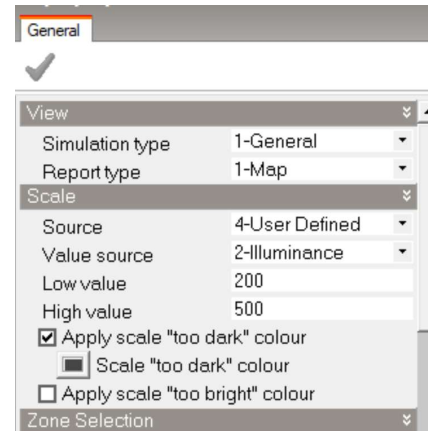 General
View
Simulation type 1-General
Report type 1-Map
Scale
Source 4-User Defined
Value source 2-Illuminance
Low value 200
High value 500
Apply scale "too dark" colour
Scale "too dark" colour
Apply scale "too bright" colour
Zone Selection